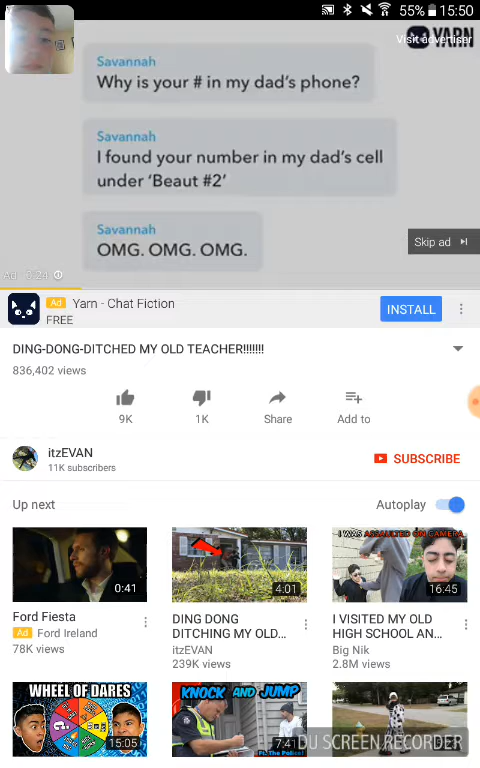 55% 15:50
YARN
Visit advertiser
Savannah
Why is your # in my dad's phone?
Savannah
I found your number in my dad's cell
under 'Beaut #2'
Savannah
OMG. OMG. OMG.
Skip ad
Ad · 0:24
Ad Yarn - Chat Fiction
FREE
INSTALL
DING-DONG-DITCHED MY OLD TEACHER!!!!!!!
836,402 views
9K
1K
Share
Add to
itzEVAN
11K subscribers
SUBSCRIBE
Up next
Autoplay
0:41
4:01
I WAS ASSAULTED ON CAMERA
16:45
Ford Fiesta
Ad Ford Ireland
78K views
DING DONG
DITCHING MY OLD...
itzEVAN
239K views
I VISITED MY OLD
HIGH SCHOOL AN...
Big Nik
2.8M views
WHEEL OF DARES
15:05
KNOCK AND JUMP
Ft. The Police!
7:41
DU SCREEN RECORDER